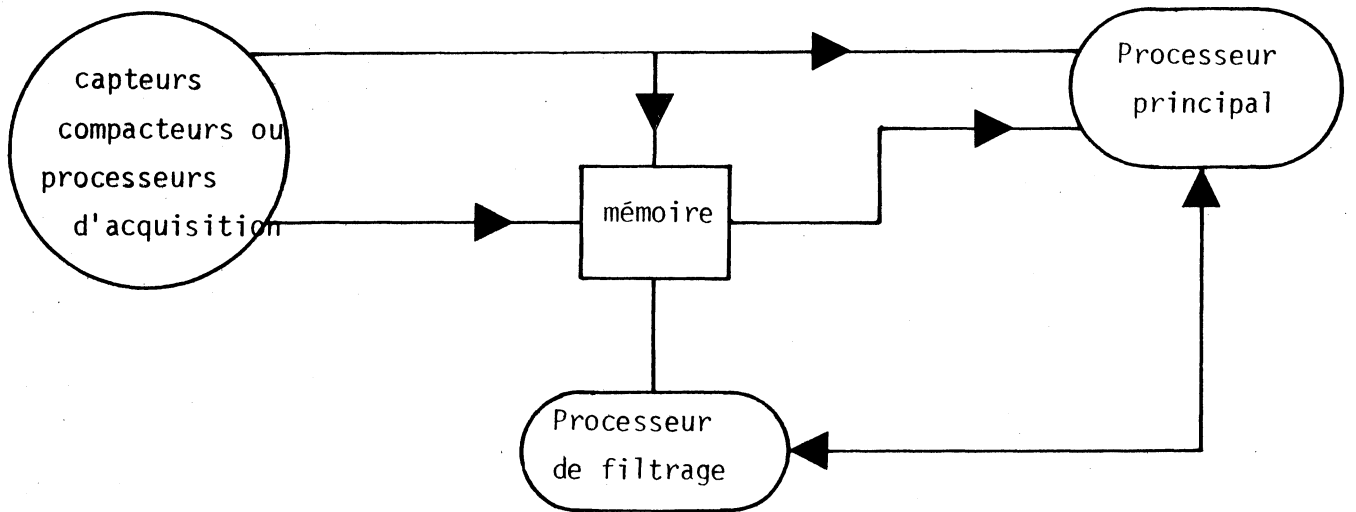 capteurs
compacteurs ou
processeurs
d'acquisition
Processeur
principal
mémoire
Processeur
de filtrage